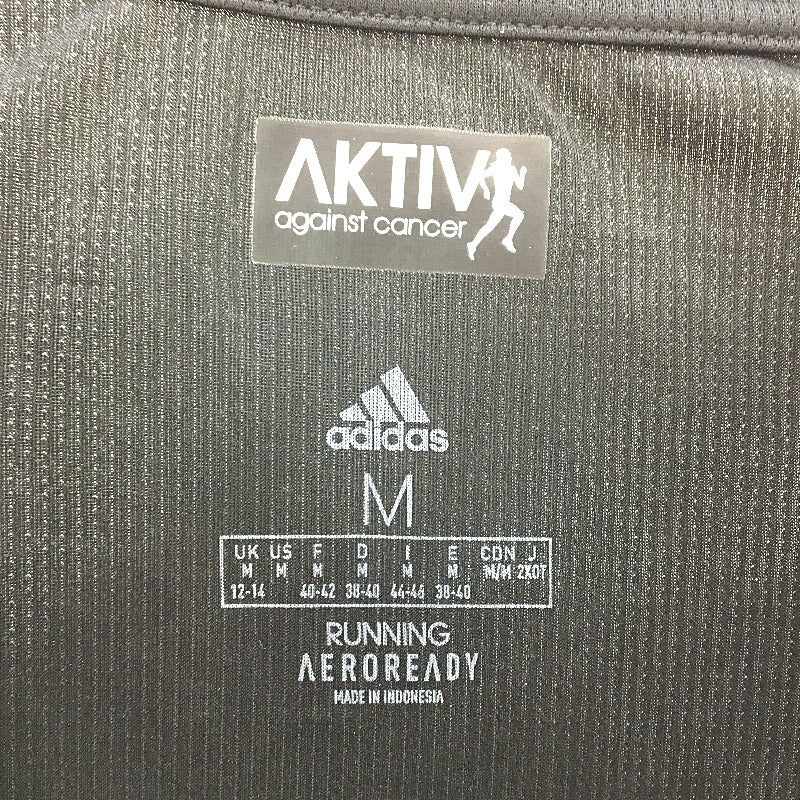 AKTIV
against cancer
adidas
M
UK US F D I E CDN J
M M M M M M M/M 2XOT
12-14 40-42 38-40 44-46 38-40
RUNNING
AEROREADY
MADE IN INDONESIA